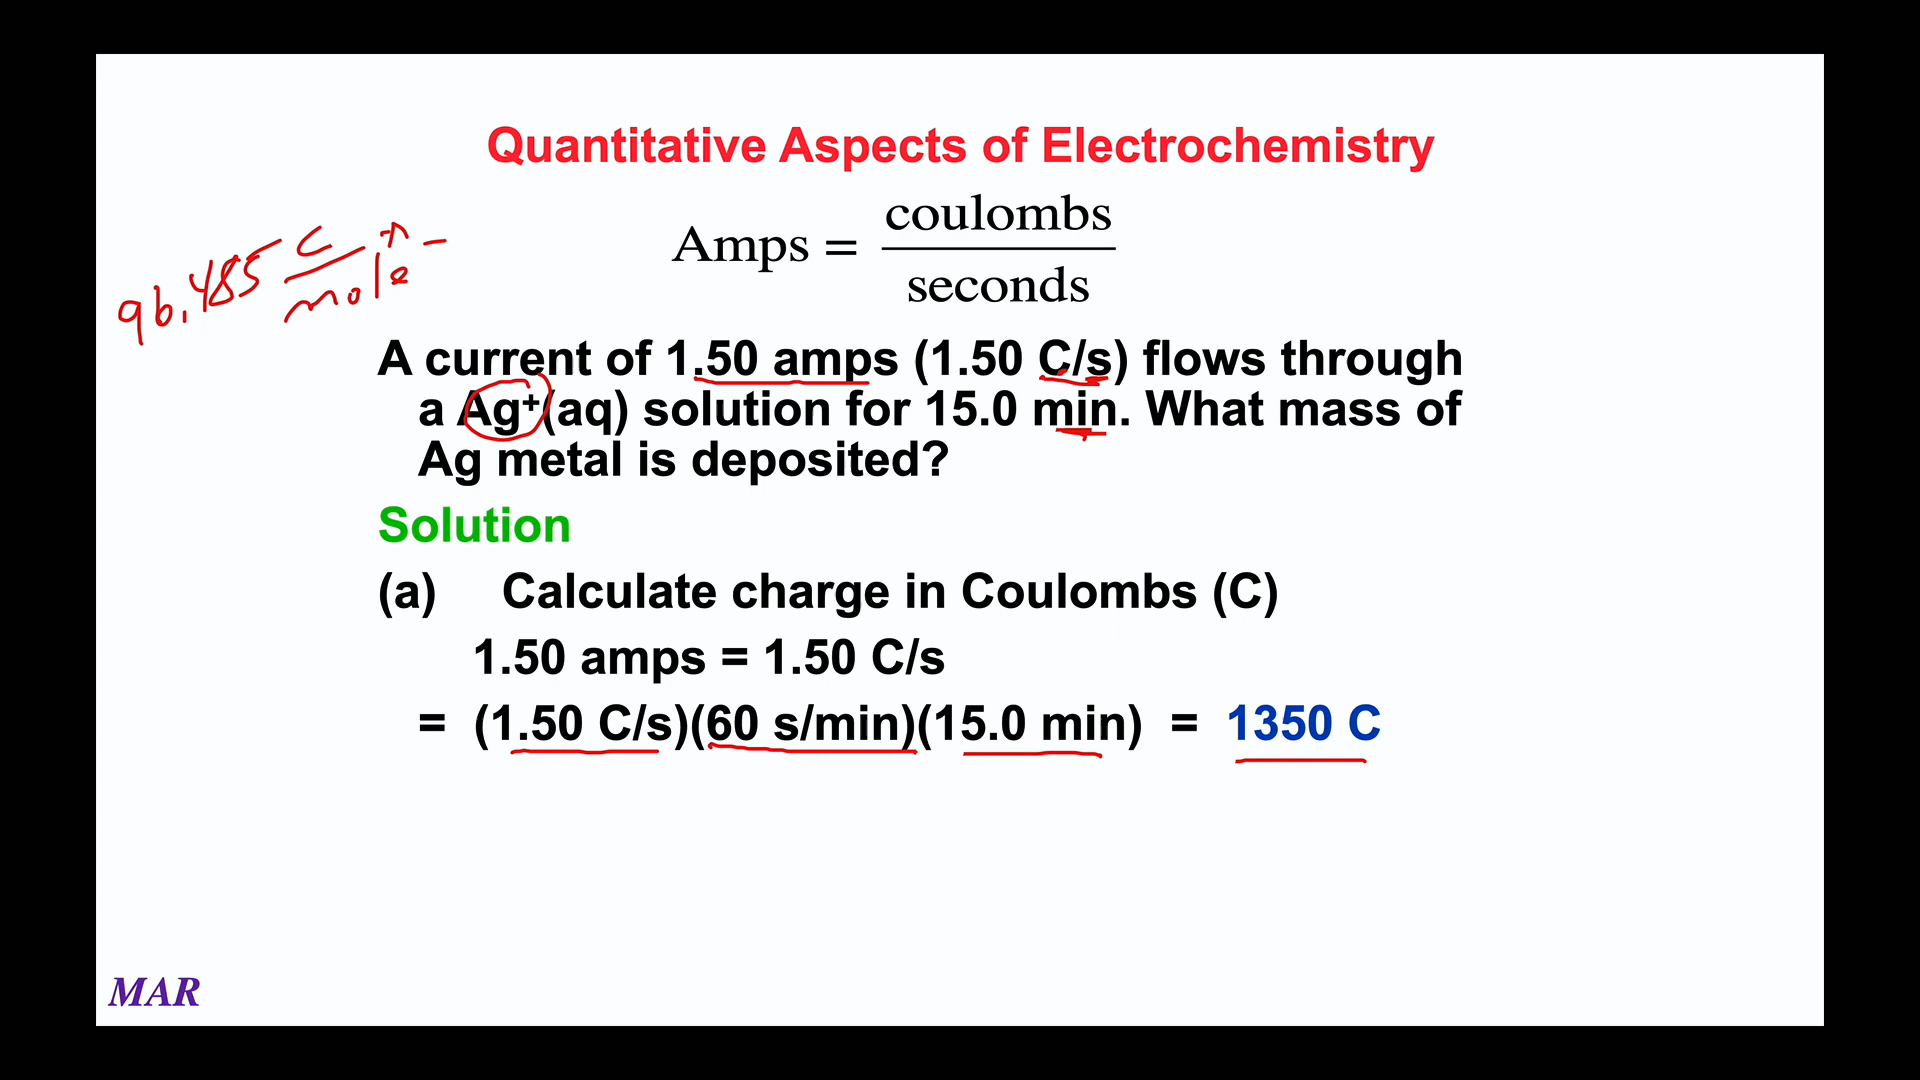 Quantitative Aspects of Electrochemistry
Amps = coulombs
seconds
96,485 C
mole
A current of 1.50 amps (1.50 C/s) flows through
a Ag⁺(aq) solution for 15.0 min. What mass of
Ag metal is deposited?
Solution
(a) Calculate charge in Coulombs (C)
1.50 amps = 1.50 C/s
= (1.50 C/s)(60 s/min)(15.0 min) = 1350 C
MAR